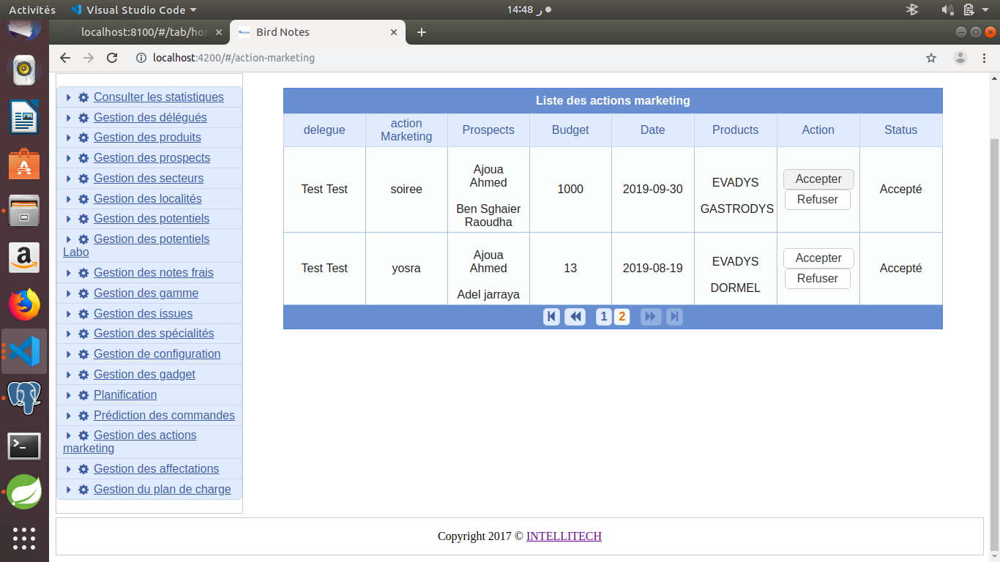 Activités
Visual Studio Code
14:48 ر
localhost:8100/#/tab/hor
Bird Notes
localhost:4200/#/action-marketing
Consulter les statistiques
Gestion des délégués
Gestion des produits
Gestion des prospects
Gestion des secteurs
Gestion des localités
Gestion des potentiels
Gestion des potentiels
Labo
Gestion des notes frais
Gestion des gamme
Gestion des issues
Gestion des spécialités
Gestion de configuration
Gestion des gadget
Planification
Prédiction des commandes
Gestion des actions
marketing
Gestion des affectations
Gestion du plan de charge
Liste des actions marketing
delegue
action
Marketing
Prospects
Budget
Date
Products
Action
Status
Test Test
soiree
Ajoua
Ahmed
Ben Sghaier
Raoudha
1000
2019-09-30
EVADYS
GASTRODYS
Accepter
Refuser
Accepté
Test Test
yosra
Ajoua
Ahmed
Adel jarraya
13
2019-08-19
EVADYS
DORMEL
Accepter
Refuser
Accepté
1 2
Copyright 2017 © INTELLITECH